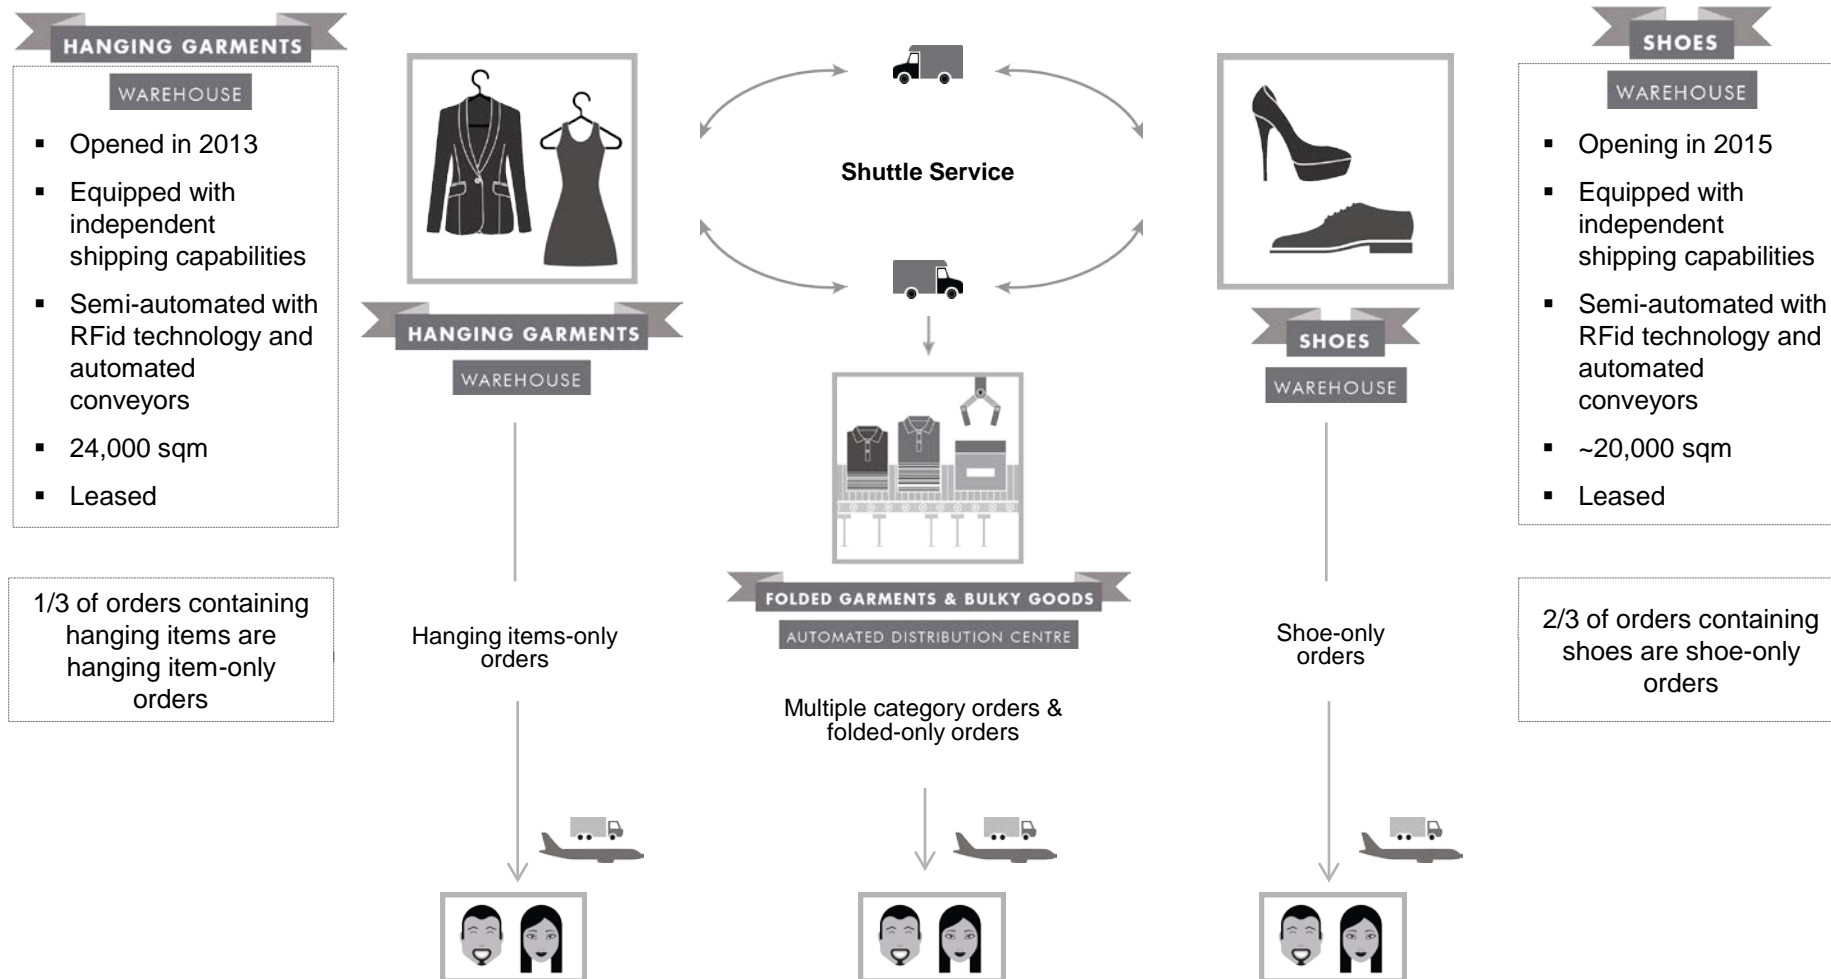 HANGING GARMENTS
WAREHOUSE
▪ Opened in 2013
▪ Equipped with
independent
shipping capabilities
▪ Semi-automated with
RFid technology and
automated
conveyors
▪ 24,000 sqm
▪ Leased
1/3 of orders containing
hanging items are
hanging item-only
orders
HANGING GARMENTS
WAREHOUSE
Hanging items-only
orders
Shuttle Service
FOLDED GARMENTS & BULKY GOODS
AUTOMATED DISTRIBUTION CENTRE
Multiple category orders &
folded-only orders
SHOES
WAREHOUSE
Shoe-only
orders
SHOES
WAREHOUSE
▪ Opening in 2015
▪ Equipped with
independent
shipping capabilities
▪ Semi-automated with
RFid technology and
automated
conveyors
▪ ~20,000 sqm
▪ Leased
2/3 of orders containing
shoes are shoe-only
orders